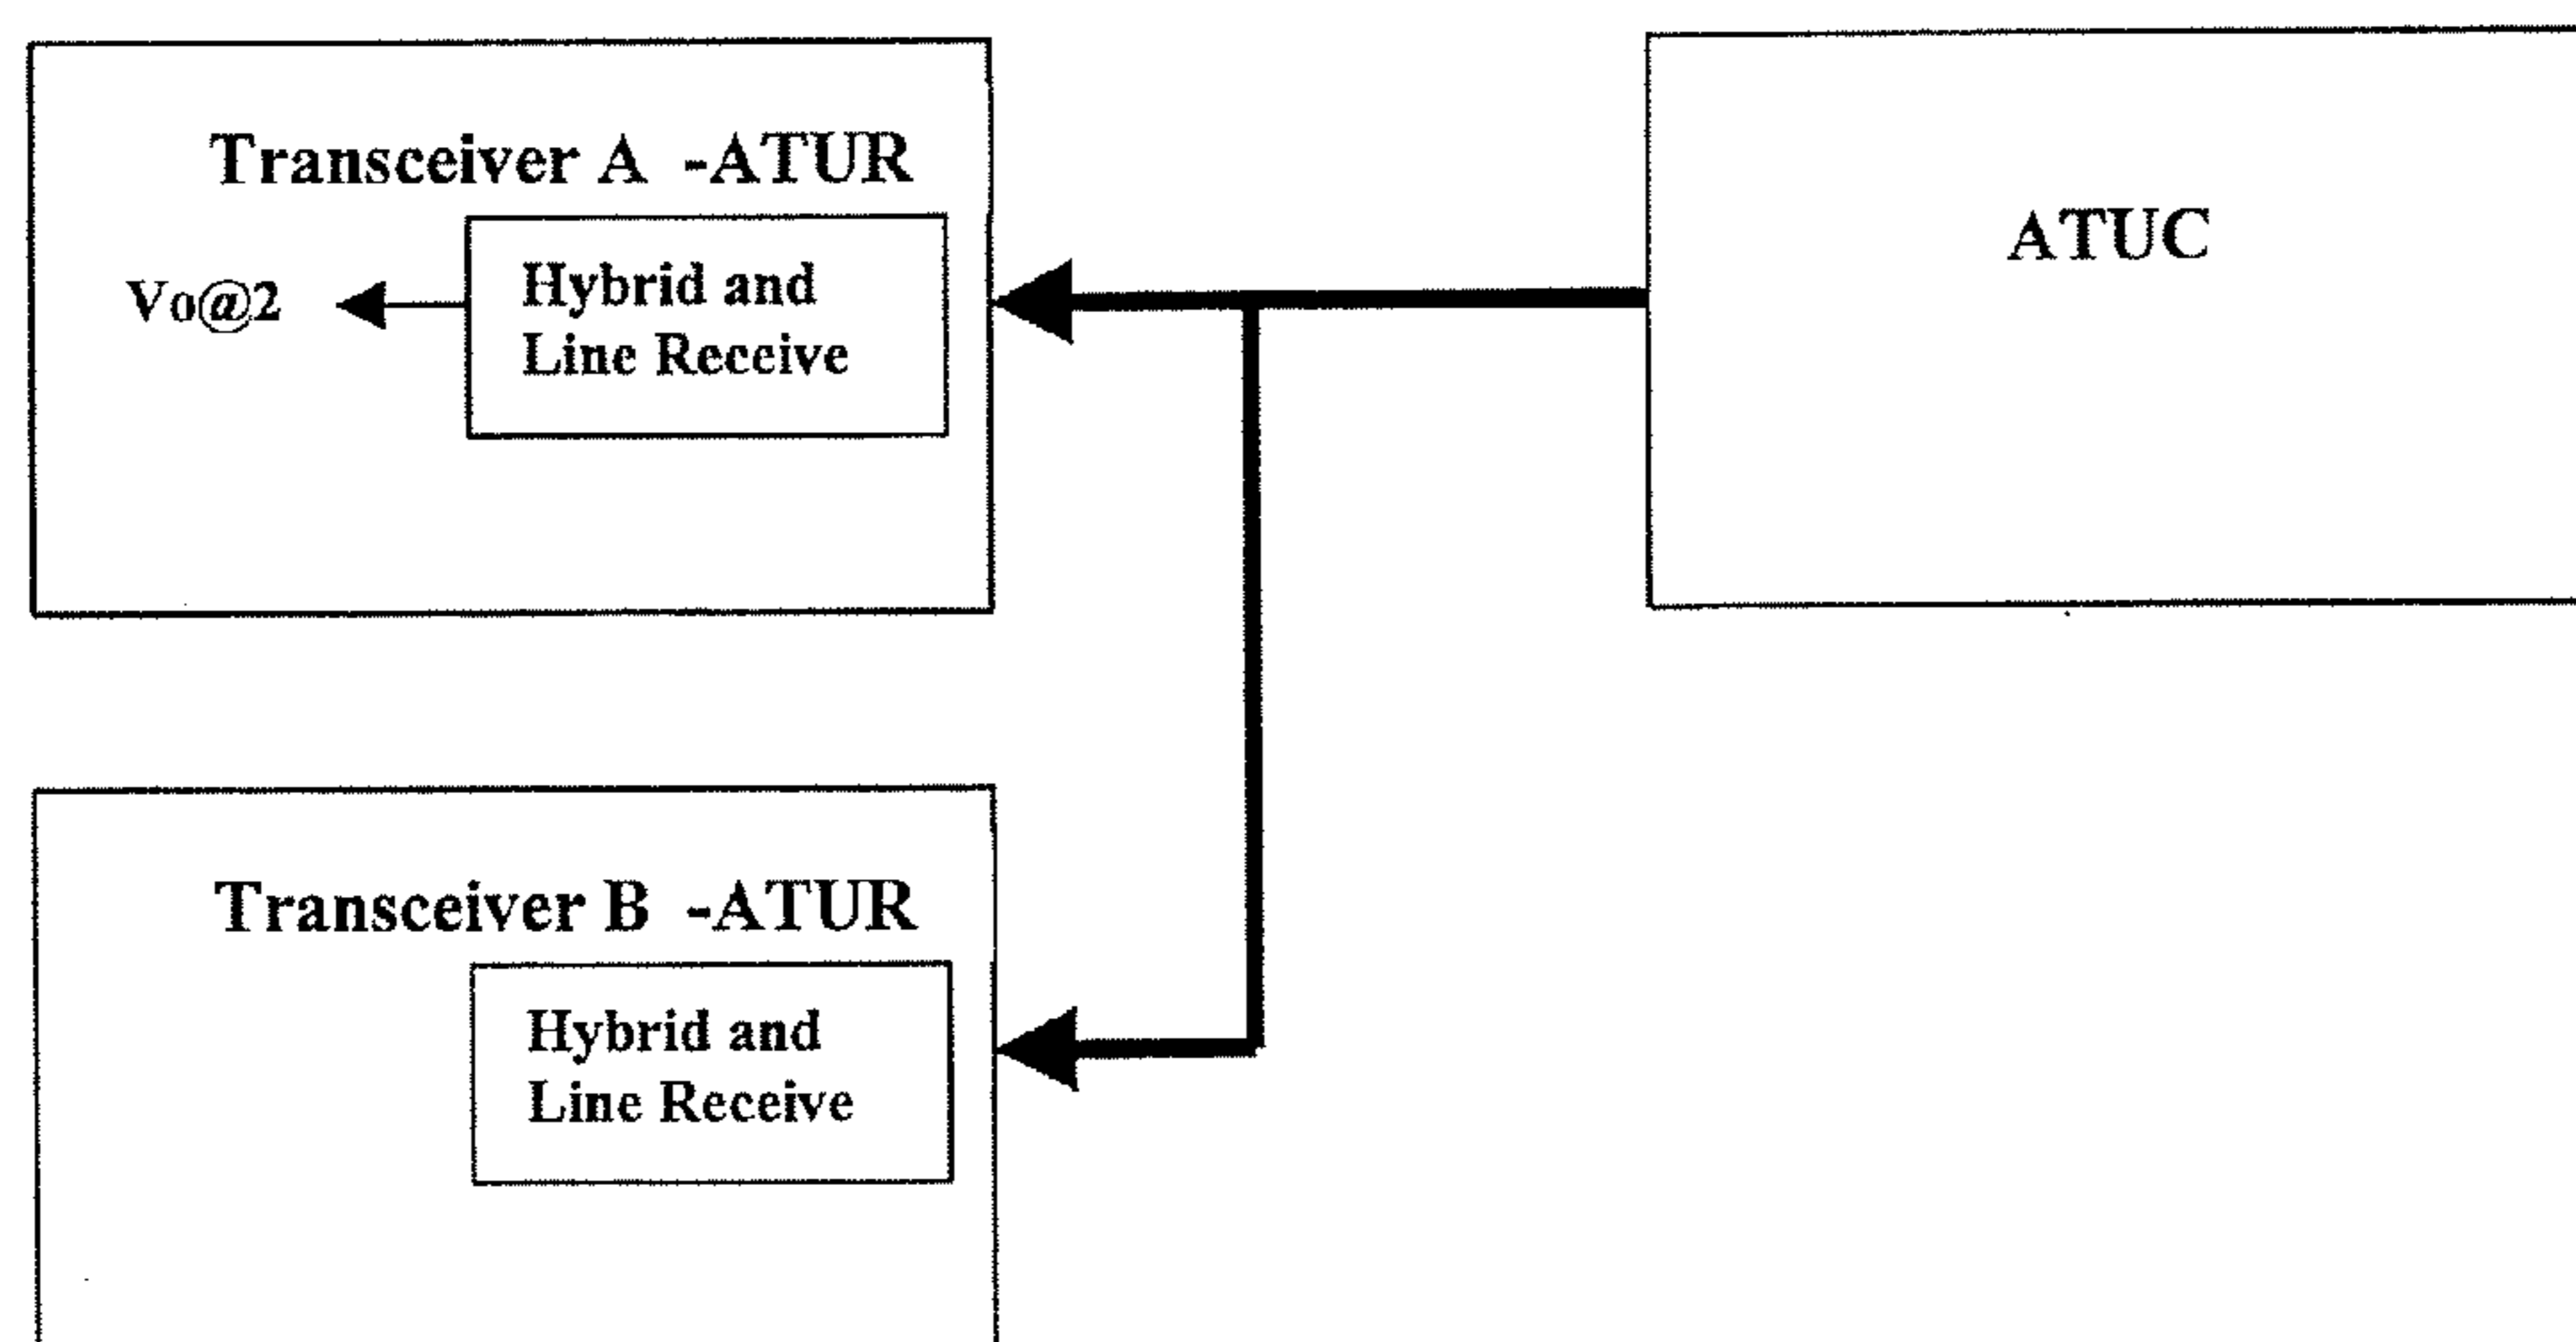 Transceiver A -ATUR
Hybrid and
Line Receive
Vo@2
ATUC
Transceiver B -ATUR
Hybrid and
Line Receive